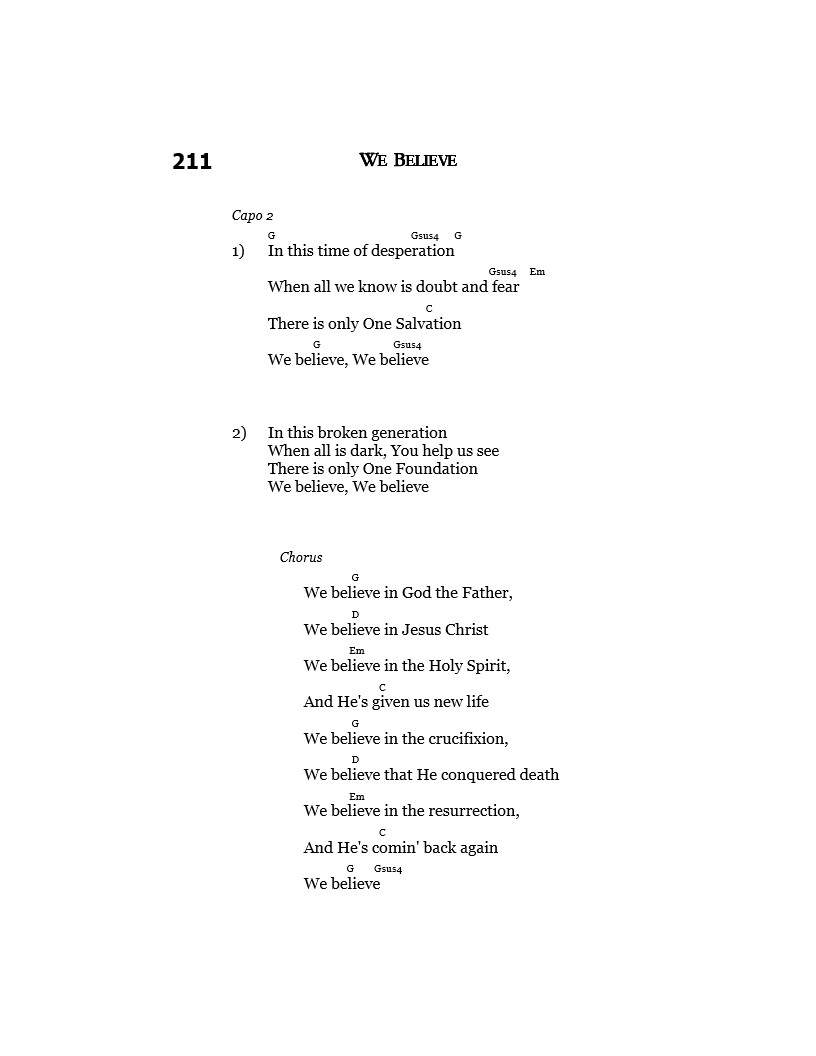 211 WE BELIEVE
Capo 2
G Gsus4 G
1) In this time of desperation
Gsus4 Em
When all we know is doubt and fear
C
There is only One Salvation
G Gsus4
We believe, We believe
2) In this broken generation
When all is dark, You help us see
There is only One Foundation
We believe, We believe
Chorus
G
We believe in God the Father,
D
We believe in Jesus Christ
Em
We believe in the Holy Spirit,
C
And He's given us new life
G
We believe in the crucifixion,
D
We believe that He conquered death
Em
We believe in the resurrection,
C
And He's comin' back again
G Gsus4
We believe